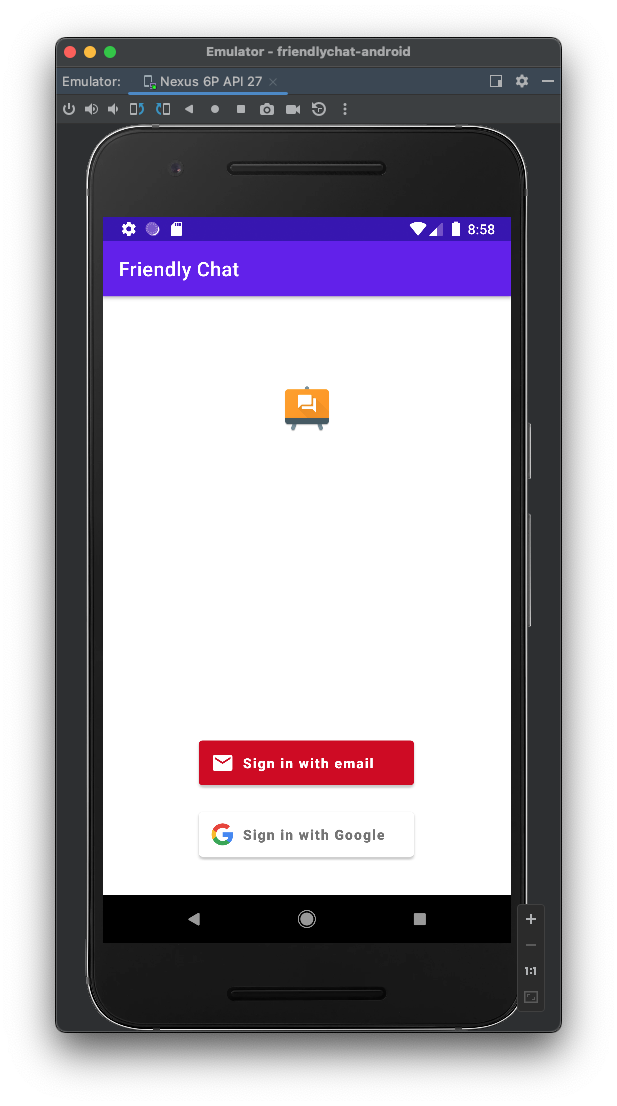 Emulator - friendlychat-android
Emulator:
Nexus 6P API 27
8:58
Friendly Chat
Sign in with email
Sign in with Google
1:1